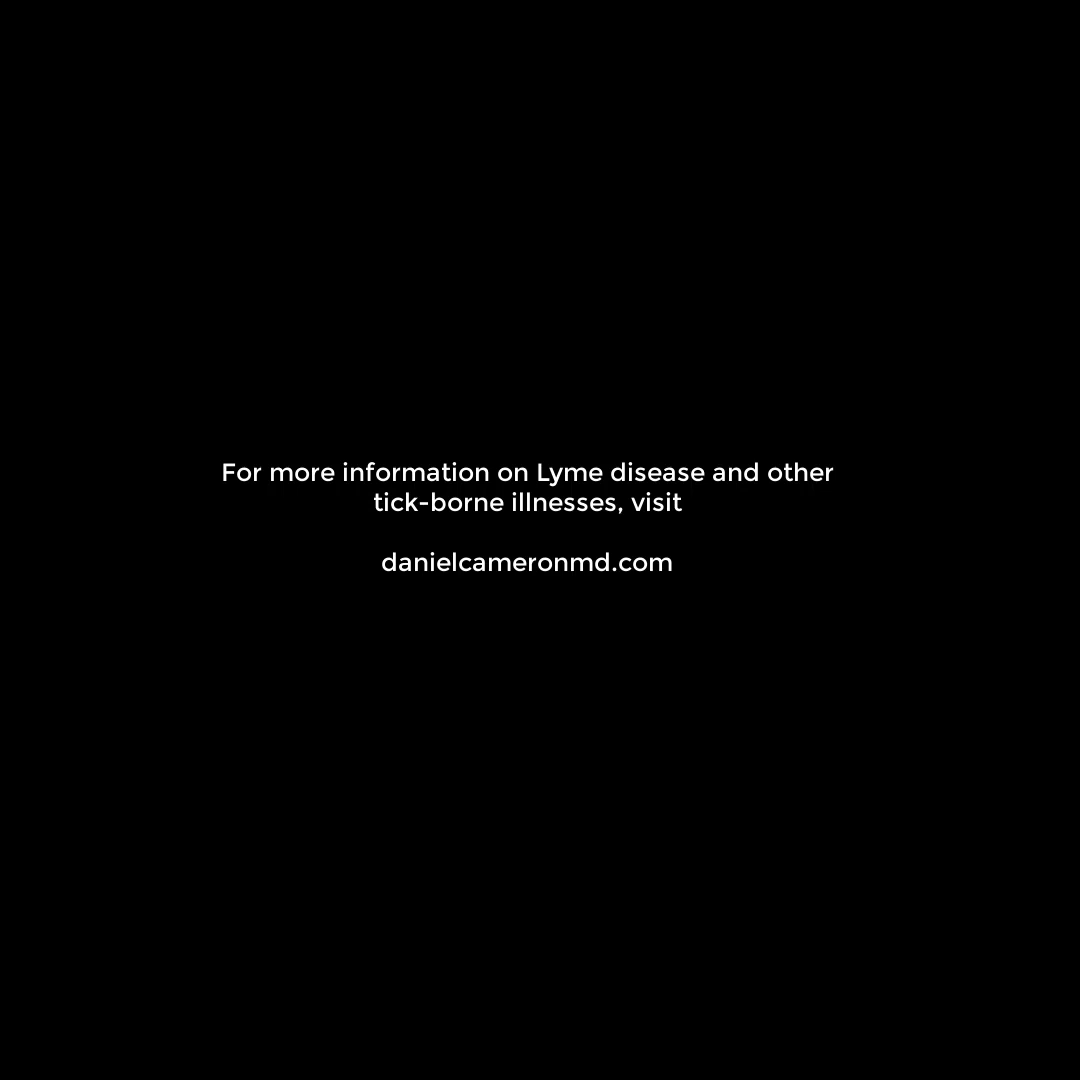 For more information on Lyme disease and other
tick-borne illnesses, visit
danielcameronmd.com